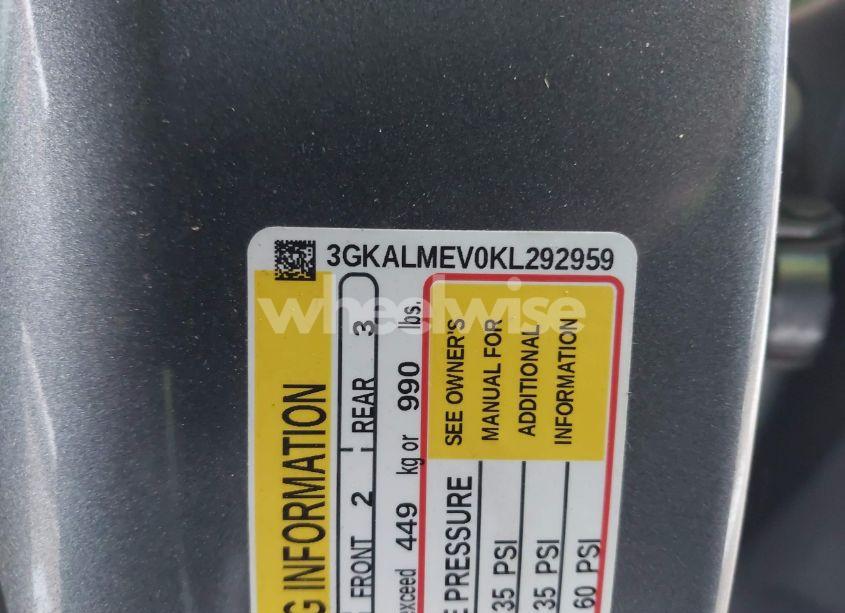 3GKALMEV0KL292959
wheelwise
G INFORMATION
FRONT 2 REAR 3
exceed 449 kg or 990 lbs.
E PRESSURE
35 PSI
35 PSI
60 PSI
SEE OWNER'S
MANUAL FOR
ADDITIONAL
INFORMATION